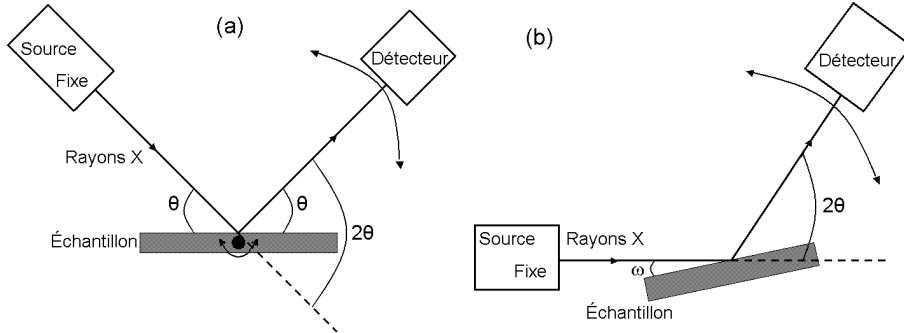 (a)
Source
Fixe
Détecteur
Rayons X
θ
θ
2θ
Échantillon
(b)
Détecteur
Source
Fixe
Rayons X
ω
2θ
Échantillon